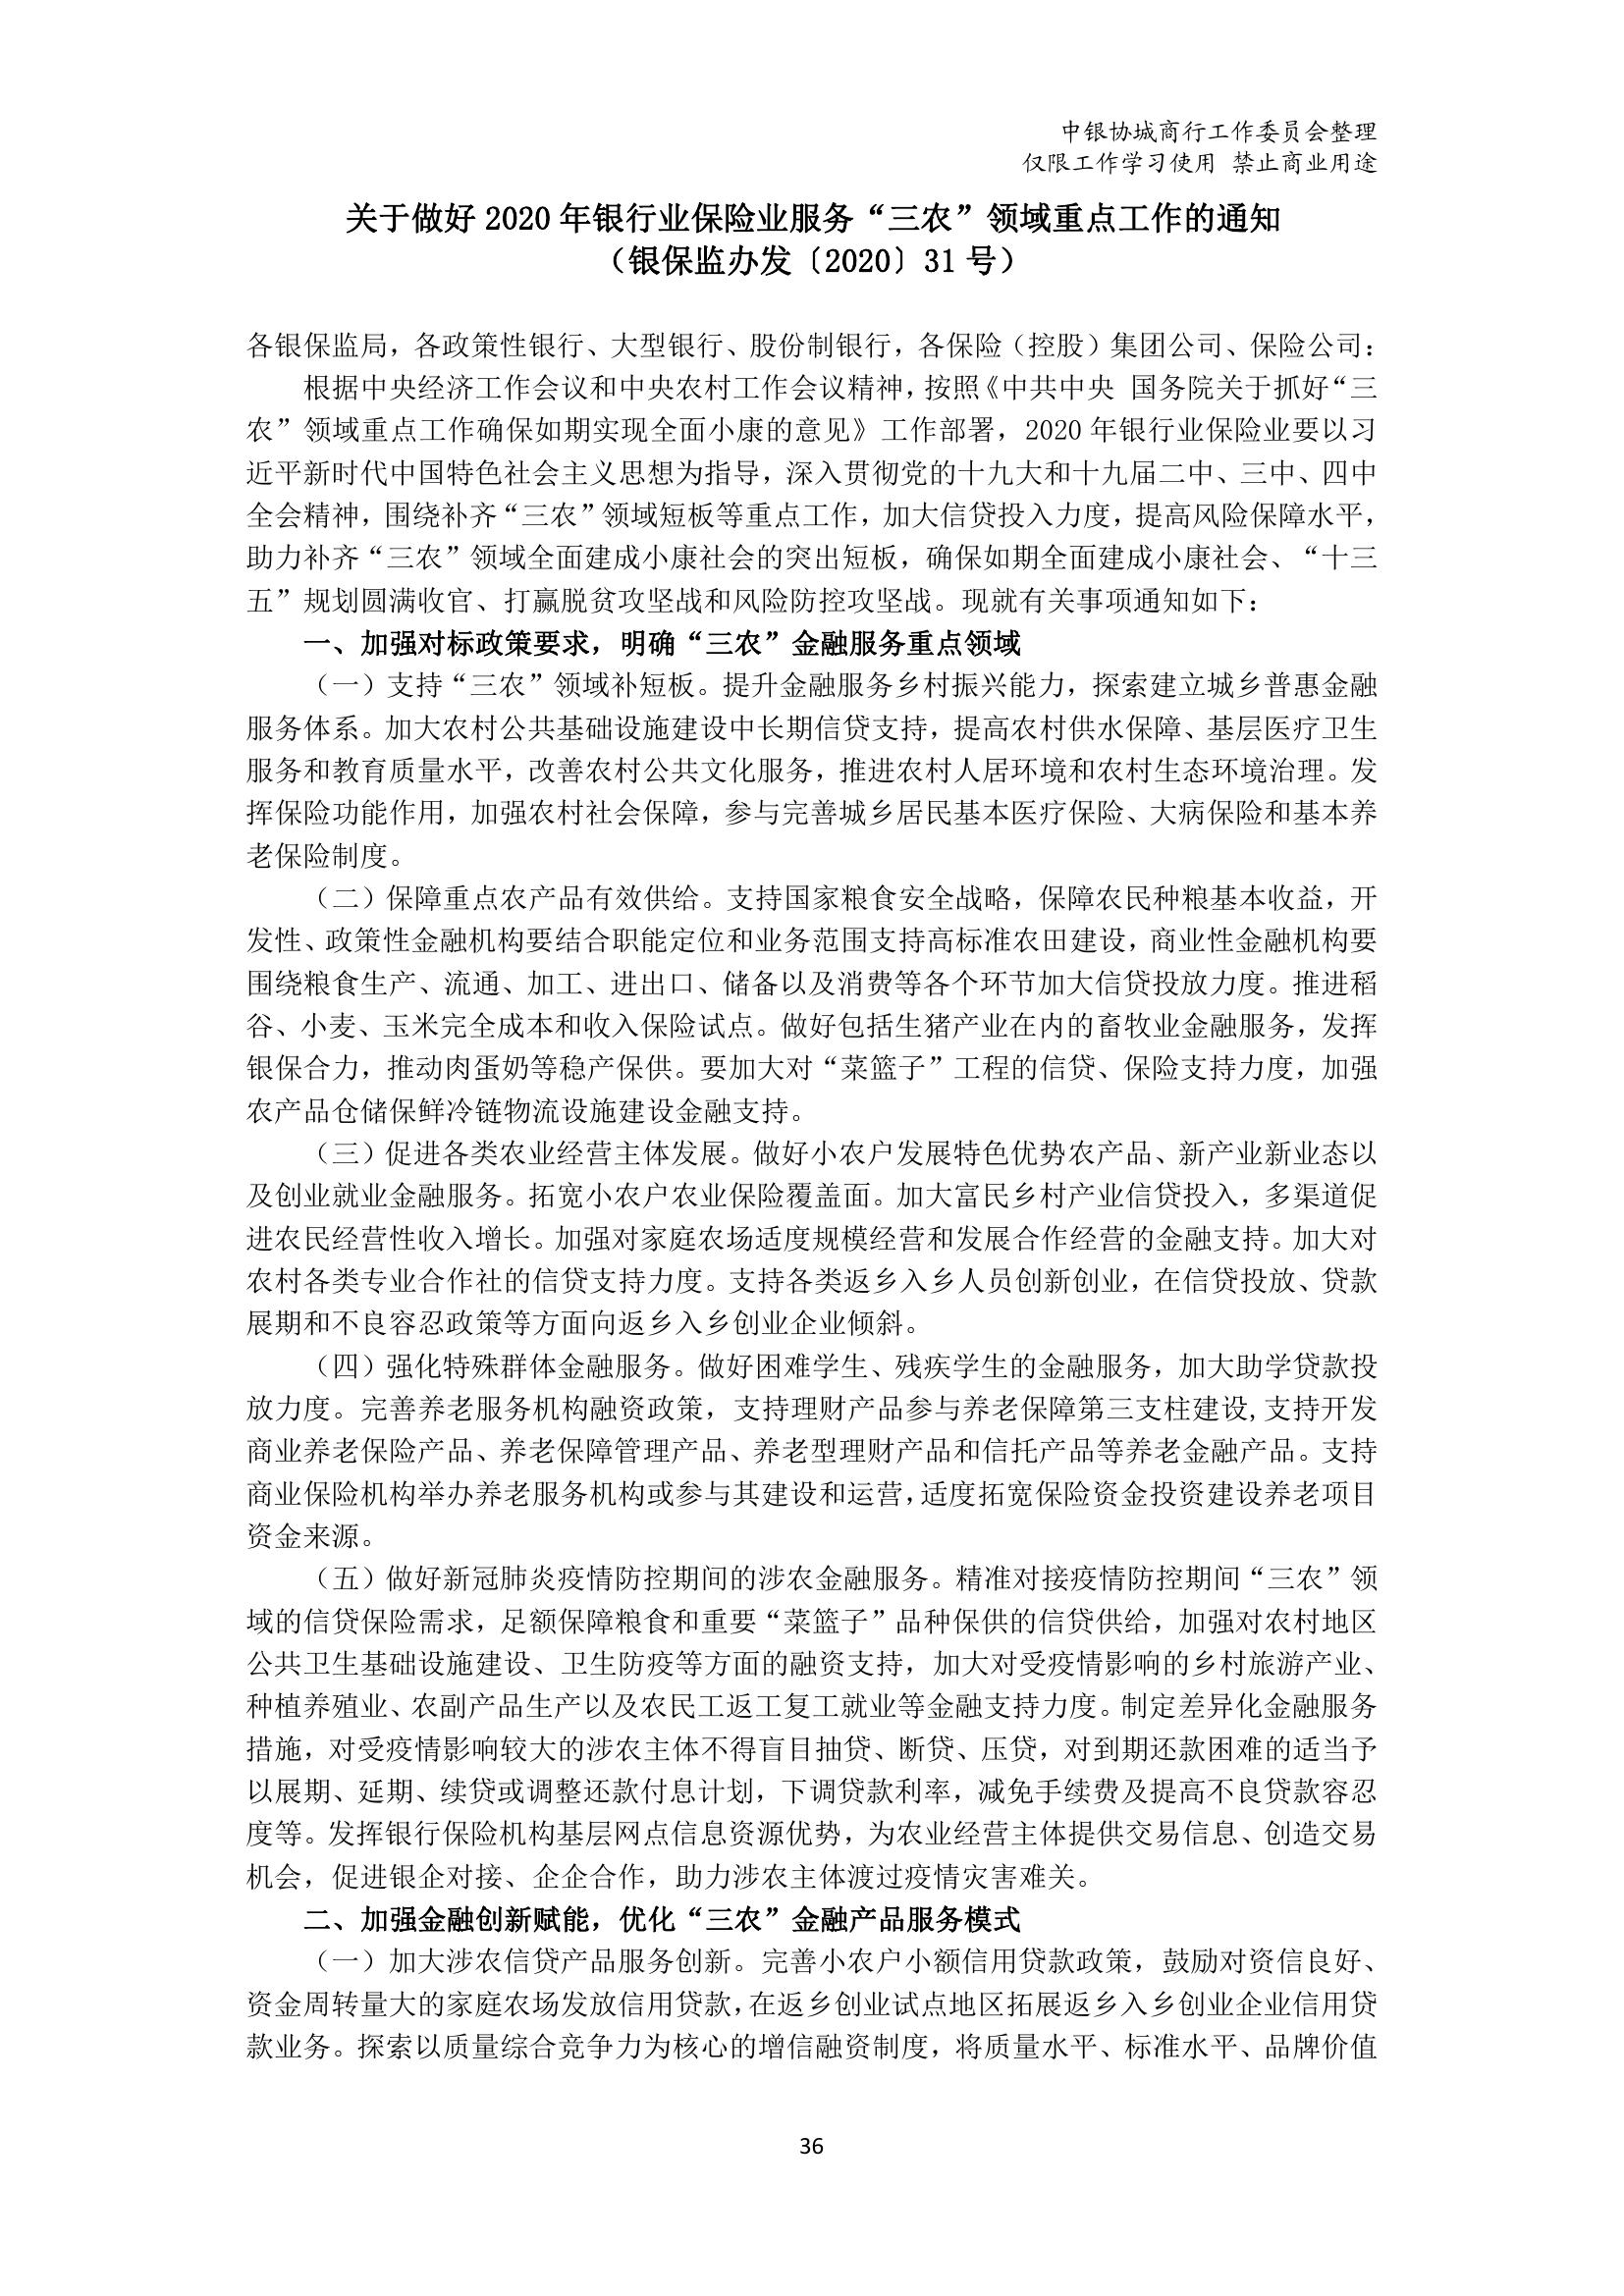 中银协城商行工作委员会整理
仅限工作学习使用 禁止商业用途
关于做好 2020 年银行业保险业服务“三农”领域重点工作的通知
（银保监办发〔2020〕31 号）
各银保监局，各政策性银行、大型银行、股份制银行，各保险（控股）集团公司、保险公司：
根据中央经济工作会议和中央农村工作会议精神，按照《中共中央 国务院关于抓好“三
农”领域重点工作确保如期实现全面小康的意见》工作部署，2020 年银行业保险业要以习
近平新时代中国特色社会主义思想为指导，深入贯彻党的十九大和十九届二中、三中、四中
全会精神，围绕补齐“三农”领域短板等重点工作，加大信贷投入力度，提高风险保障水平，
助力补齐“三农”领域全面建成小康社会的突出短板，确保如期全面建成小康社会、“十三
五”规划圆满收官、打赢脱贫攻坚战和风险防控攻坚战。现就有关事项通知如下：
一、加强对标政策要求，明确“三农”金融服务重点领域
（一）支持“三农”领域补短板。提升金融服务乡村振兴能力，探索建立城乡普惠金融
服务体系。加大农村公共基础设施建设中长期信贷支持，提高农村供水保障、基层医疗卫生
服务和教育质量水平，改善农村公共文化服务，推进农村人居环境和农村生态环境治理。发
挥保险功能作用，加强农村社会保障，参与完善城乡居民基本医疗保险、大病保险和基本养
老保险制度。
（二）保障重点农产品有效供给。支持国家粮食安全战略，保障农民种粮基本收益，开
发性、政策性金融机构要结合职能定位和业务范围支持高标准农田建设，商业性金融机构要
围绕粮食生产、流通、加工、进出口、储备以及消费等各个环节加大信贷投放力度。推进稻
谷、小麦、玉米完全成本和收入保险试点。做好包括生猪产业在内的畜牧业金融服务，发挥
银保合力，推动肉蛋奶等稳产保供。要加大对“菜篮子”工程的信贷、保险支持力度，加强
农产品仓储保鲜冷链物流设施建设金融支持。
（三）促进各类农业经营主体发展。做好小农户发展特色优势农产品、新产业新业态以
及创业就业金融服务。拓宽小农户农业保险覆盖面。加大富民乡村产业信贷投入，多渠道促
进农民经营性收入增长。加强对家庭农场适度规模经营和发展合作经营的金融支持。加大对
农村各类专业合作社的信贷支持力度。支持各类返乡入乡人员创新创业，在信贷投放、贷款
展期和不良容忍政策等方面向返乡入乡创业企业倾斜。
（四）强化特殊群体金融服务。做好困难学生、残疾学生的金融服务，加大助学贷款投
放力度。完善养老服务机构融资政策，支持理财产品参与养老保障第三支柱建设,支持开发
商业养老保险产品、养老保障管理产品、养老型理财产品和信托产品等养老金融产品。支持
商业保险机构举办养老服务机构或参与其建设和运营，适度拓宽保险资金投资建设养老项目
资金来源。
（五）做好新冠肺炎疫情防控期间的涉农金融服务。精准对接疫情防控期间“三农”领
域的信贷保险需求，足额保障粮食和重要“菜篮子”品种保供的信贷供给，加强对农村地区
公共卫生基础设施建设、卫生防疫等方面的融资支持，加大对受疫情影响的乡村旅游产业、
种植养殖业、农副产品生产以及农民工返工复工就业等金融支持力度。制定差异化金融服务
措施，对受疫情影响较大的涉农主体不得盲目抽贷、断贷、压贷，对到期还款困难的适当予
以展期、延期、续贷或调整还款付息计划，下调贷款利率，减免手续费及提高不良贷款容忍
度等。发挥银行保险机构基层网点信息资源优势，为农业经营主体提供交易信息、创造交易
机会，促进银企对接、企企合作，助力涉农主体渡过疫情灾害难关。
二、加强金融创新赋能，优化“三农”金融产品服务模式
（一）加大涉农信贷产品服务创新。完善小农户小额信用贷款政策，鼓励对资信良好、
资金周转量大的家庭农场发放信用贷款，在返乡创业试点地区拓展返乡入乡创业企业信用贷
款业务。探索以质量综合竞争力为核心的增信融资制度，将质量水平、标准水平、品牌价值
36